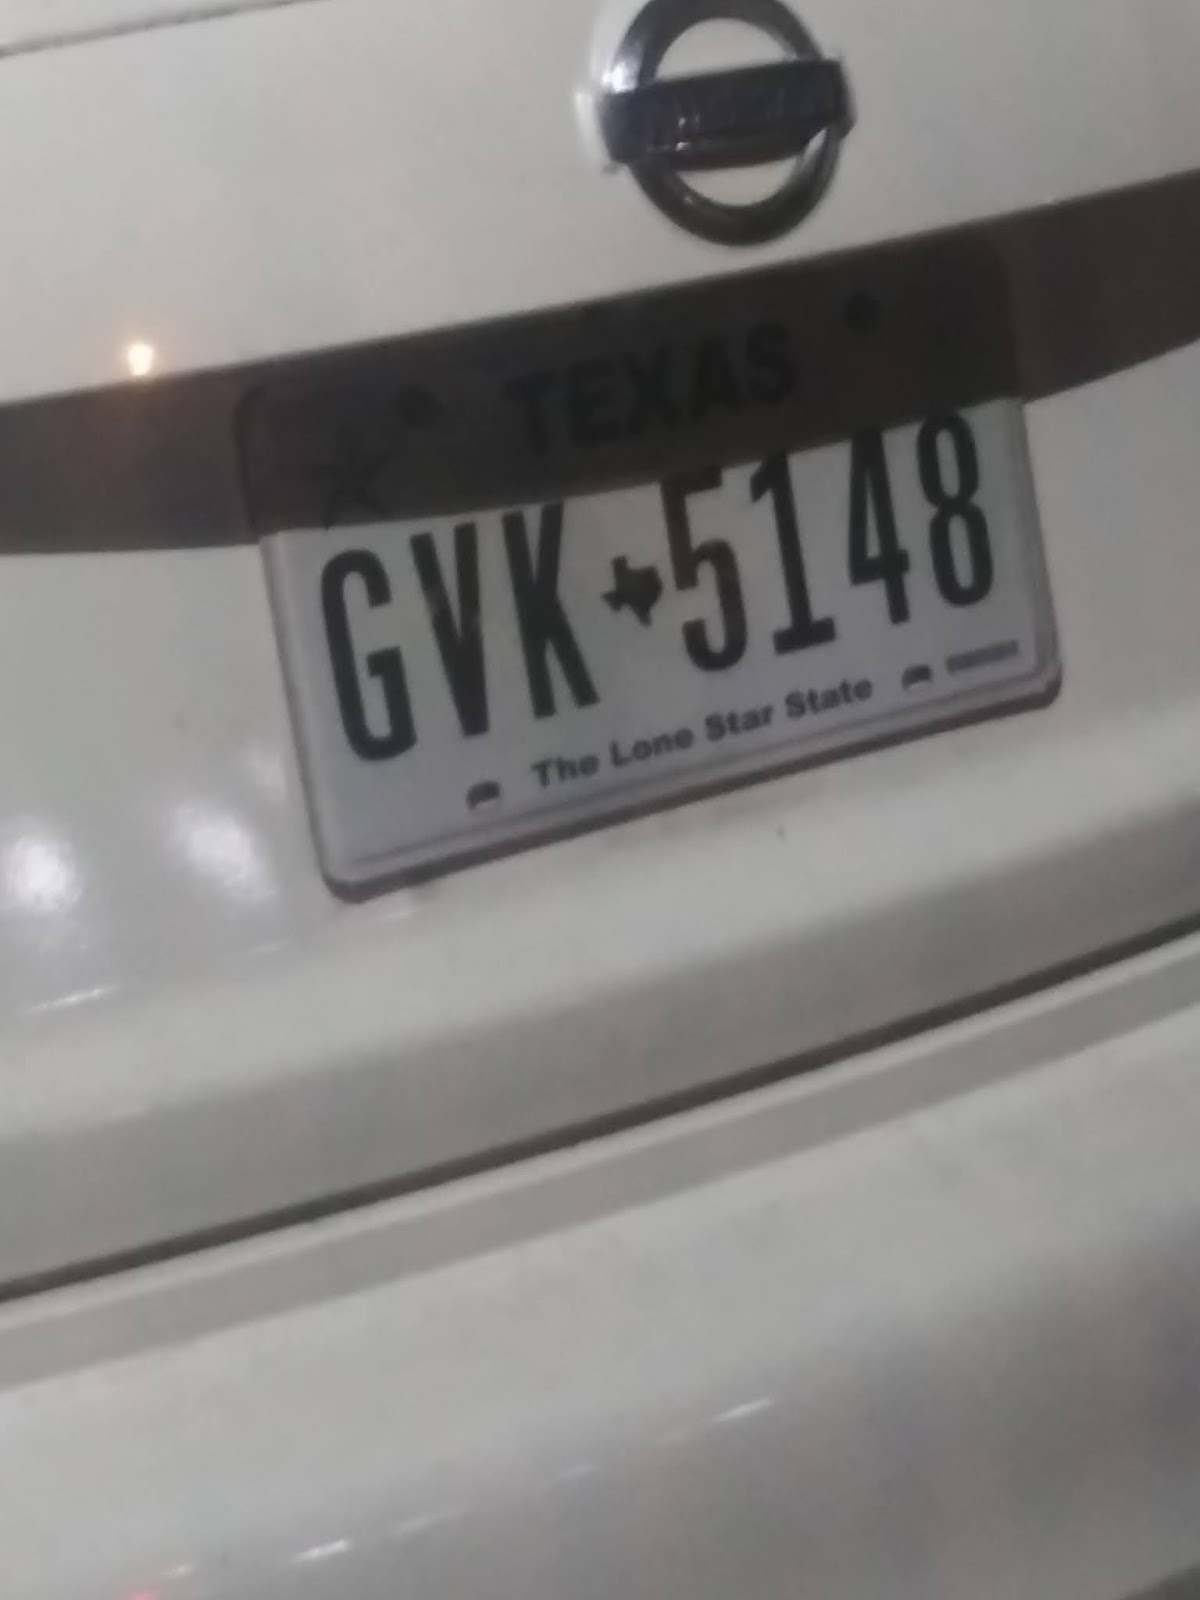 TEXAS
GVK 5148
The Lone Star State